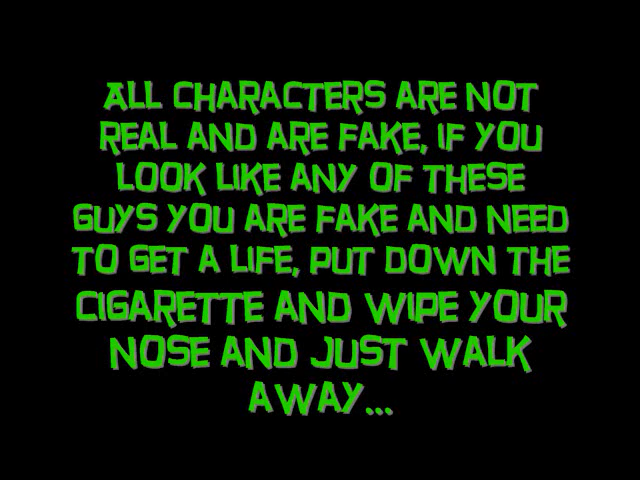 ALL CHARACTERS ARE NOT
REAL AND ARE FAKE, IF YOU
LOOK LIKE ANY OF THESE
GUYS YOU ARE FAKE AND NEED
TO GET A LIFE, PUT DOWN THE
CIGARETTE AND WIPE YOUR
NOSE AND JUST WALK
AWAY...